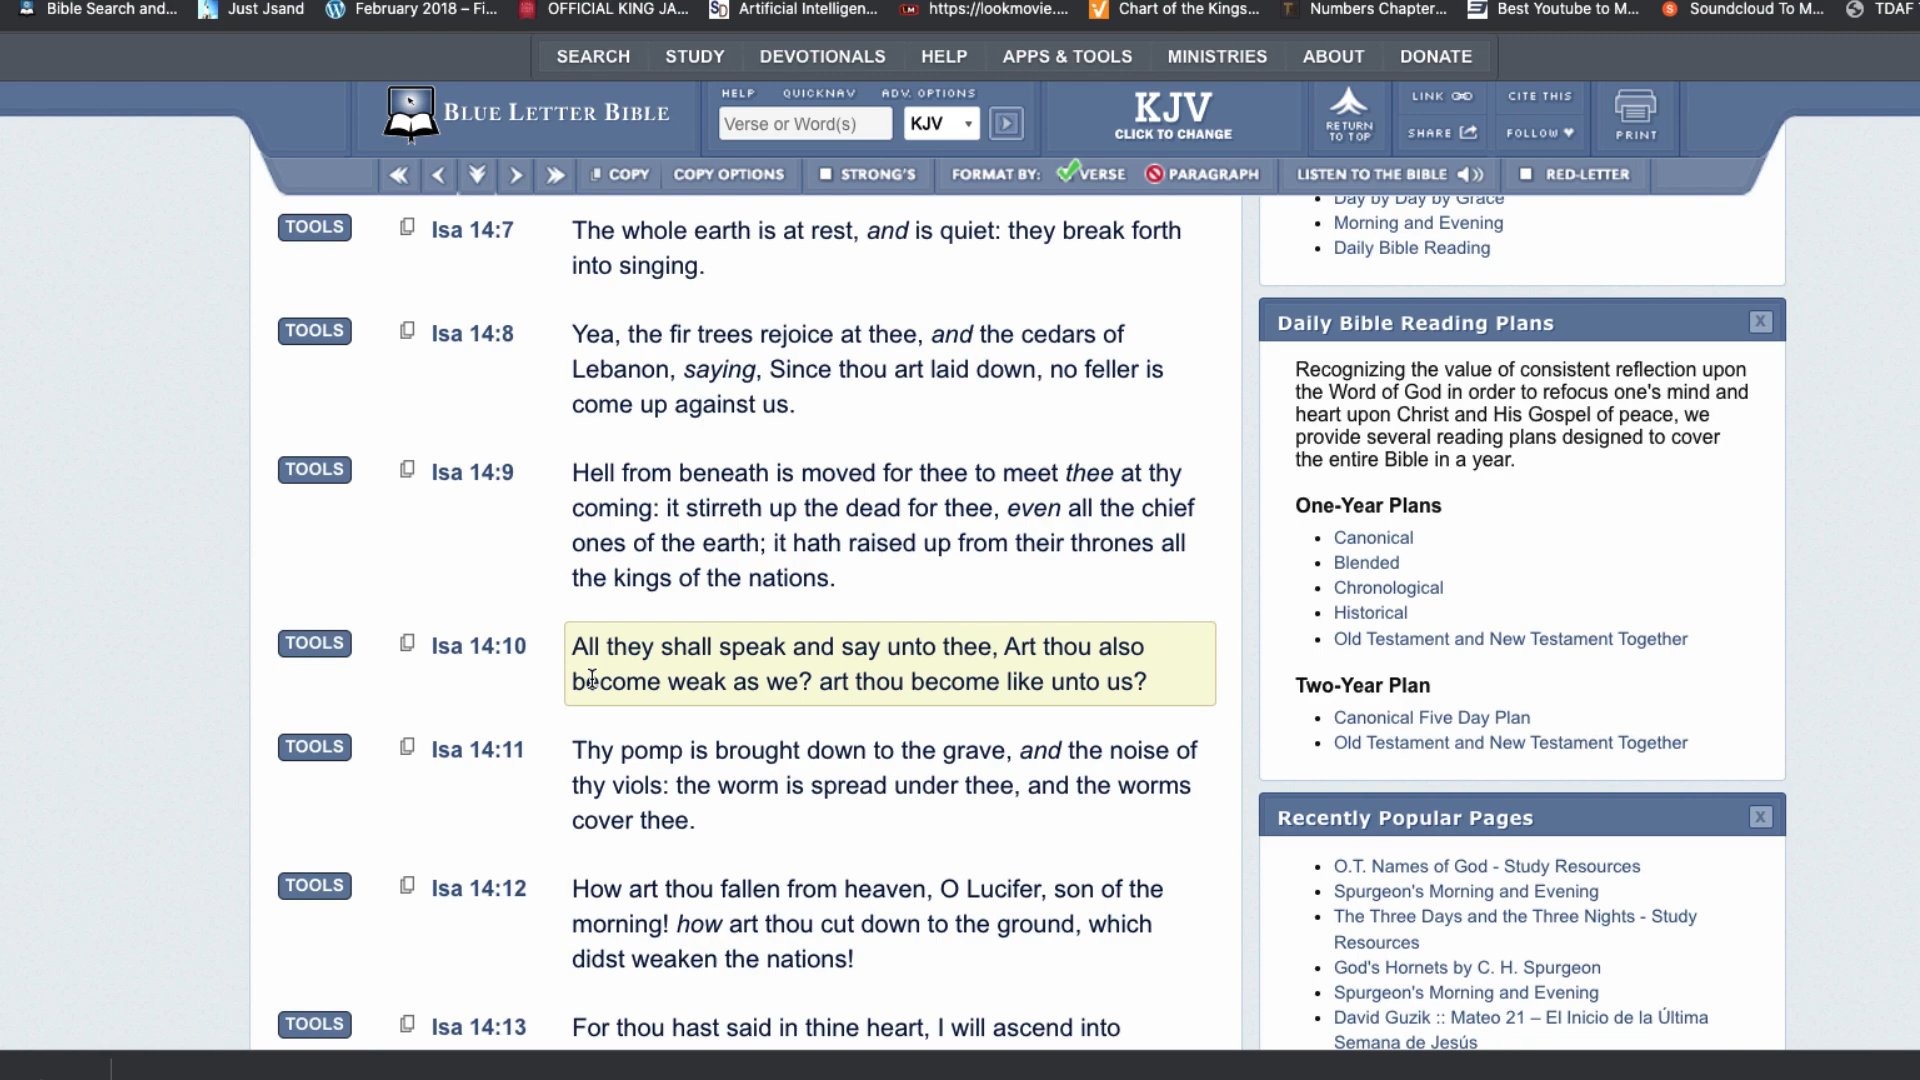 Bible Search and...
Just Jsand
February 2018 – Fi...
OFFICIAL KING JA...
Artificial Intelligen...
https://lookmovie....
Chart of the Kings...
Numbers Chapter...
Best Youtube to M...
Soundcloud To M...
TDAF
SEARCH STUDY DEVOTIONALS HELP APPS & TOOLS MINISTRIES ABOUT DONATE
BLUE LETTER BIBLE
HELP QUICKNAV ADV. OPTIONS
Verse or Word(s)
KJV
KJV
CLICK TO CHANGE
RETURN
TO TOP
LINK
CITE THIS
SHARE
FOLLOW
PRINT
COPY COPY OPTIONS STRONG'S FORMAT BY: VERSE PARAGRAPH LISTEN TO THE BIBLE RED-LETTER
TOOLS Isa 14:7 The whole earth is at rest, and is quiet: they break forth
into singing.
TOOLS Isa 14:8 Yea, the fir trees rejoice at thee, and the cedars of
Lebanon, saying, Since thou art laid down, no feller is
come up against us.
TOOLS Isa 14:9 Hell from beneath is moved for thee to meet thee at thy
coming: it stirreth up the dead for thee, even all the chief
ones of the earth; it hath raised up from their thrones all
the kings of the nations.
TOOLS Isa 14:10 All they shall speak and say unto thee, Art thou also
become weak as we? art thou become like unto us?
TOOLS Isa 14:11 Thy pomp is brought down to the grave, and the noise of
thy viols: the worm is spread under thee, and the worms
cover thee.
TOOLS Isa 14:12 How art thou fallen from heaven, O Lucifer, son of the
morning! how art thou cut down to the ground, which
didst weaken the nations!
TOOLS Isa 14:13 For thou hast said in thine heart, I will ascend into
Day by Day by Grace
Morning and Evening
Daily Bible Reading
Daily Bible Reading Plans
X
Recognizing the value of consistent reflection upon
the Word of God in order to refocus one's mind and
heart upon Christ and His Gospel of peace, we
provide several reading plans designed to cover
the entire Bible in a year.
One-Year Plans
Canonical
Blended
Chronological
Historical
Old Testament and New Testament Together
Two-Year Plan
Canonical Five Day Plan
Old Testament and New Testament Together
Recently Popular Pages
X
O.T. Names of God - Study Resources
Spurgeon's Morning and Evening
The Three Days and the Three Nights - Study
Resources
God's Hornets by C. H. Spurgeon
Spurgeon's Morning and Evening
David Guzik :: Mateo 21 – El Inicio de la Última
Semana de Jesús